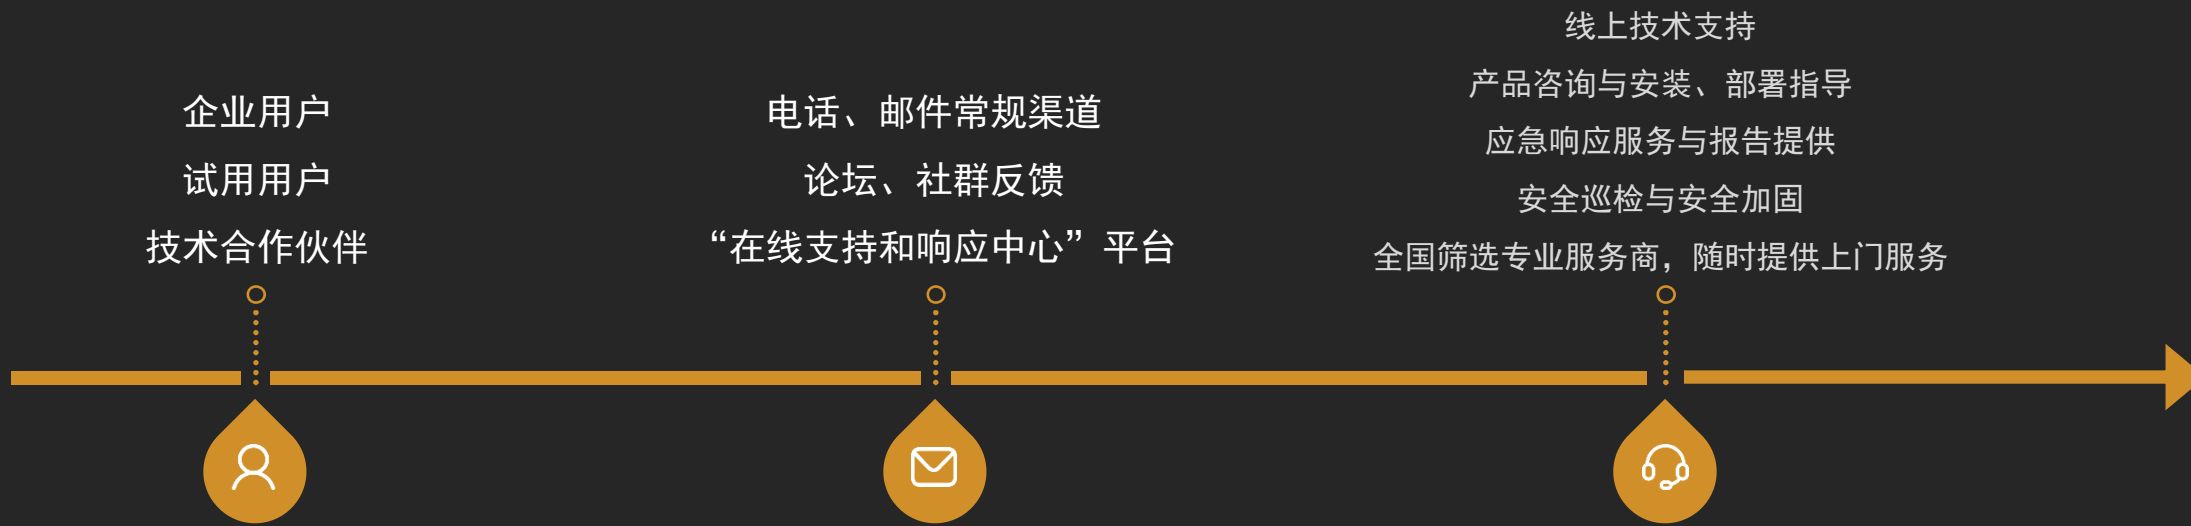 企业用户
试用用户
技术合作伙伴
电话、邮件常规渠道
论坛、社群反馈
“在线支持和响应中心”平台
线上技术支持
产品咨询与安装、部署指导
应急响应服务与报告提供
安全巡检与安全加固
全国筛选专业服务商，随时提供上门服务